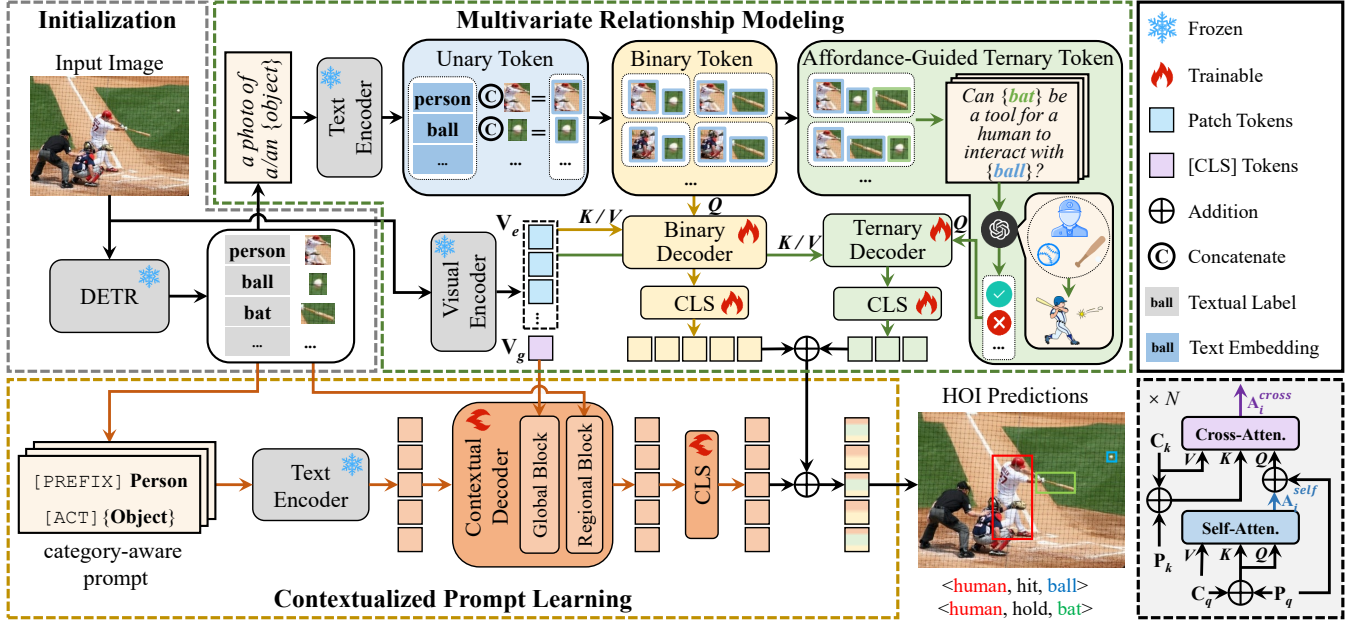 Initialization
Input Image
DETR
person
ball
bat
...
...
Multivariate Relationship Modeling
a photo of
a/an {object}
Text
Encoder
Unary Token
person
ball
...
C
=
C
=
...
...
Binary Token
...
Affordance-Guided Ternary Token
...
Can {bat} be
a tool for a
human to
interact with
{ball}?
Visual
Encoder
V_e
V_g
K / V
Q
Binary
Decoder
K / V
Ternary
Decoder
Q
CLS
CLS
...
Frozen
Trainable
Patch Tokens
[CLS] Tokens
Addition
C
Concatenate
ball
Textual Label
ball
Text Embedding
[PREFIX] Person
[ACT]{Object}
category-aware
prompt
Text
Encoder
Contextual
Decoder
Global Block
Regional Block
CLS
Contextualized Prompt Learning
HOI Predictions
<human, hit, ball>
<human, hold, bat>
× N
A_i^cross
Cross-Atten.
C_k
V
K
Q
A_i^self
Self-Atten.
P_k
V
K
Q
C_q
P_q